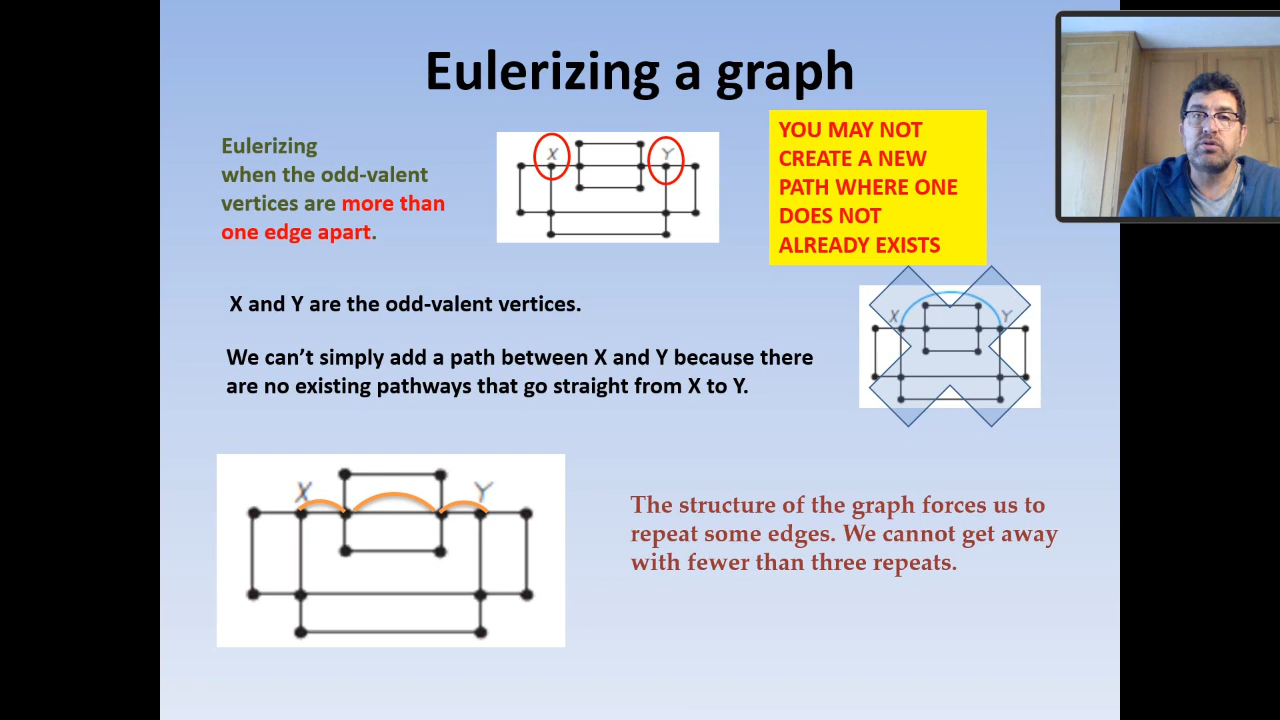 Eulerizing a graph
Eulerizing
when the odd-valent
vertices are more than
one edge apart.
X
Y
YOU MAY NOT
CREATE A NEW
PATH WHERE ONE
DOES NOT
ALREADY EXISTS
X and Y are the odd-valent vertices.
We can’t simply add a path between X and Y because there
are no existing pathways that go straight from X to Y.
X
Y
X
Y
The structure of the graph forces us to
repeat some edges. We cannot get away
with fewer than three repeats.